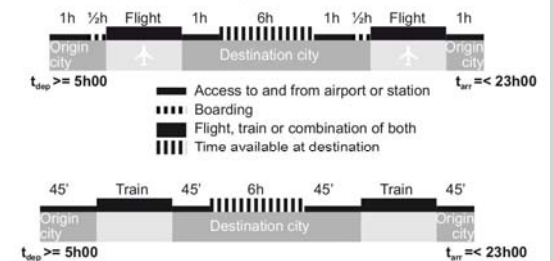 1h ½h Flight 1h 6h 1h ½h Flight 1h
Origin city Destination city Origin city
t_dep >= 5h00 t_arr =< 23h00
Access to and from airport or station
Boarding
Flight, train or combination of both
Time available at destination
45' Train 45' 6h 45' Train 45'
Origin city Destination city Origin city
t_dep >= 5h00 t_arr =< 23h00